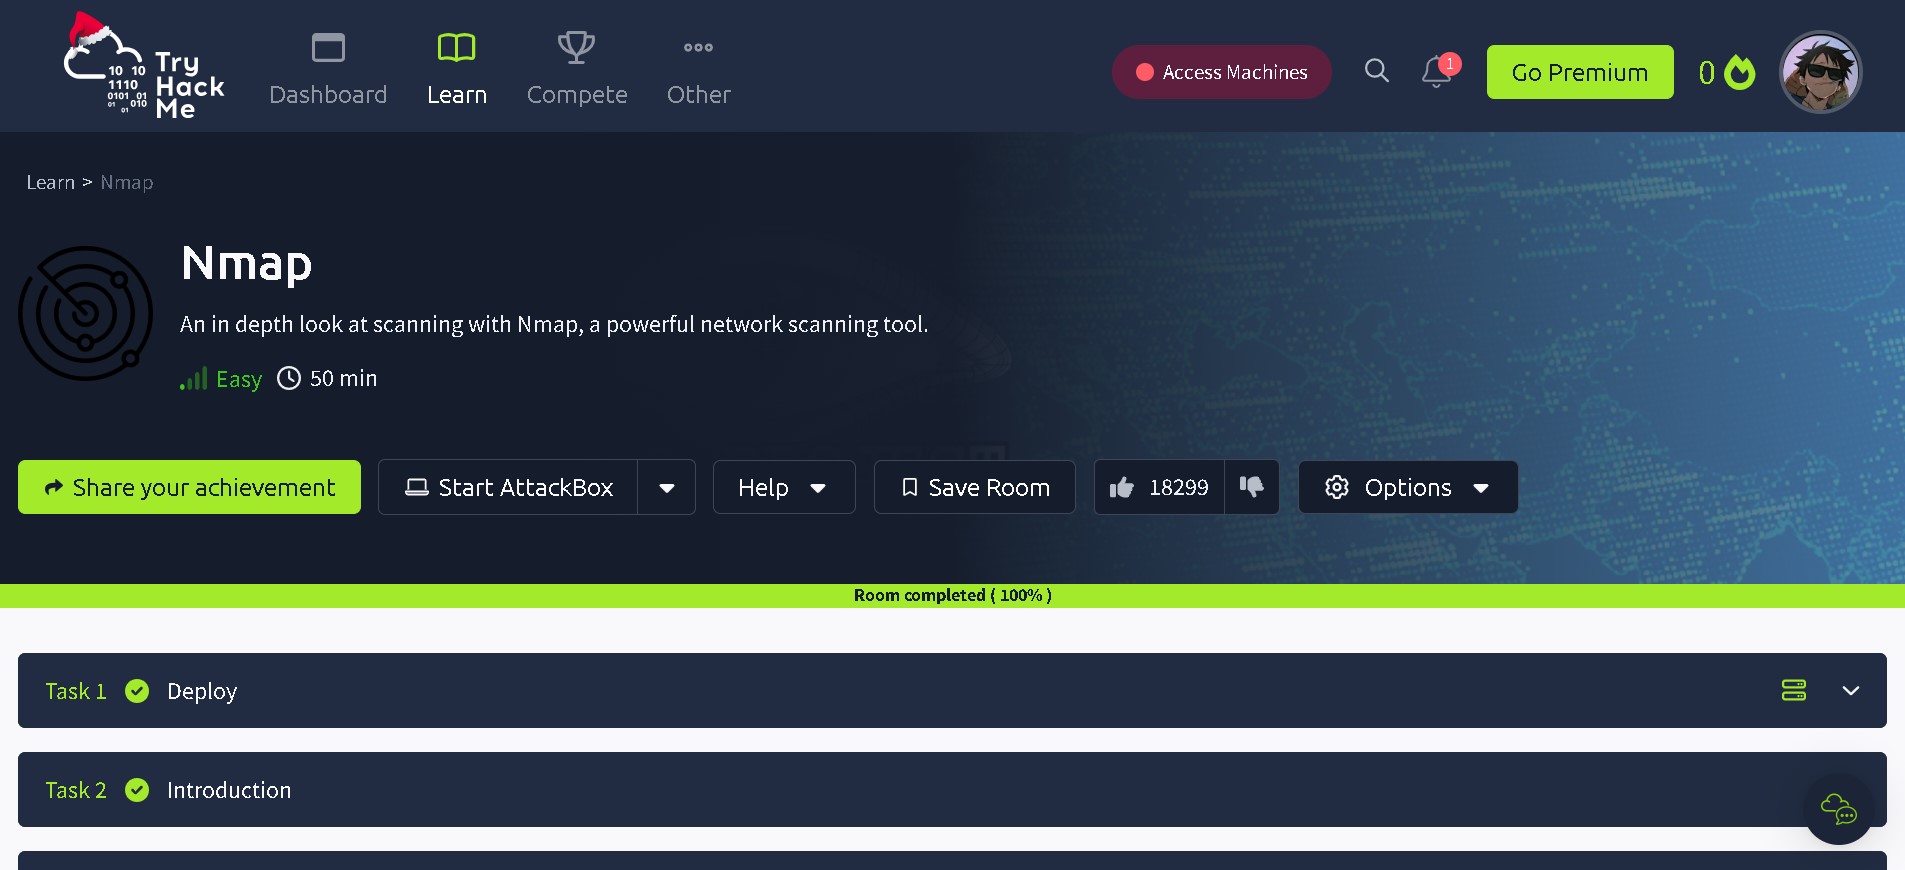 10 10
1110
0101 01
01 010
01
Try
Hack
Me
Dashboard
Learn
Compete
Other
Access Machines
1
Go Premium
0
Learn > Nmap
Nmap
An in depth look at scanning with Nmap, a powerful network scanning tool.
Easy 50 min
Share your achievement
Start AttackBox
Help
Save Room
18299
Options
Room completed ( 100% )
Task 1 Deploy
Task 2 Introduction